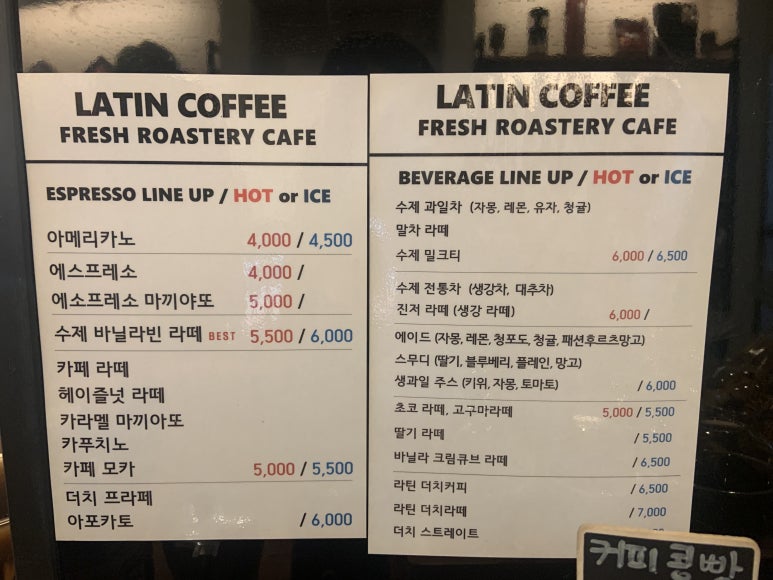 LATIN COFFEE
FRESH ROASTERY CAFE
ESPRESSO LINE UP / HOT or ICE
아메리카노 4,000 / 4,500
에스프레소 4,000 /
에소프레소 마끼야또 5,000 /
수제 바닐라빈 라떼 BEST 5,500 / 6,000
카페 라떼
헤이즐넛 라떼
카라멜 마끼아또
카푸치노
카페 모카 5,000 / 5,500
더치 프라페
아포카토 / 6,000
LATIN COFFEE
FRESH ROASTERY CAFE
BEVERAGE LINE UP / HOT or ICE
수제 과일차 (자몽, 레몬, 유자, 청귤)
말차 라떼
수제 밀크티 6,000 / 6,500
수제 전통차 (생강차, 대추차)
진저 라떼 (생강 라떼) 6,000 /
에이드 (자몽, 레몬, 청포도, 청귤, 패션후르츠망고)
스무디 (딸기, 블루베리, 플레인, 망고)
생과일 주스 (키위, 자몽, 토마토) / 6,000
초코 라떼, 고구마라떼 5,000 / 5,500
딸기 라떼 / 5,500
바닐라 크림큐브 라떼 / 6,500
라틴 더치커피 / 6,500
라틴 더치라떼 / 7,000
더치 스트레이트
커피콩빵